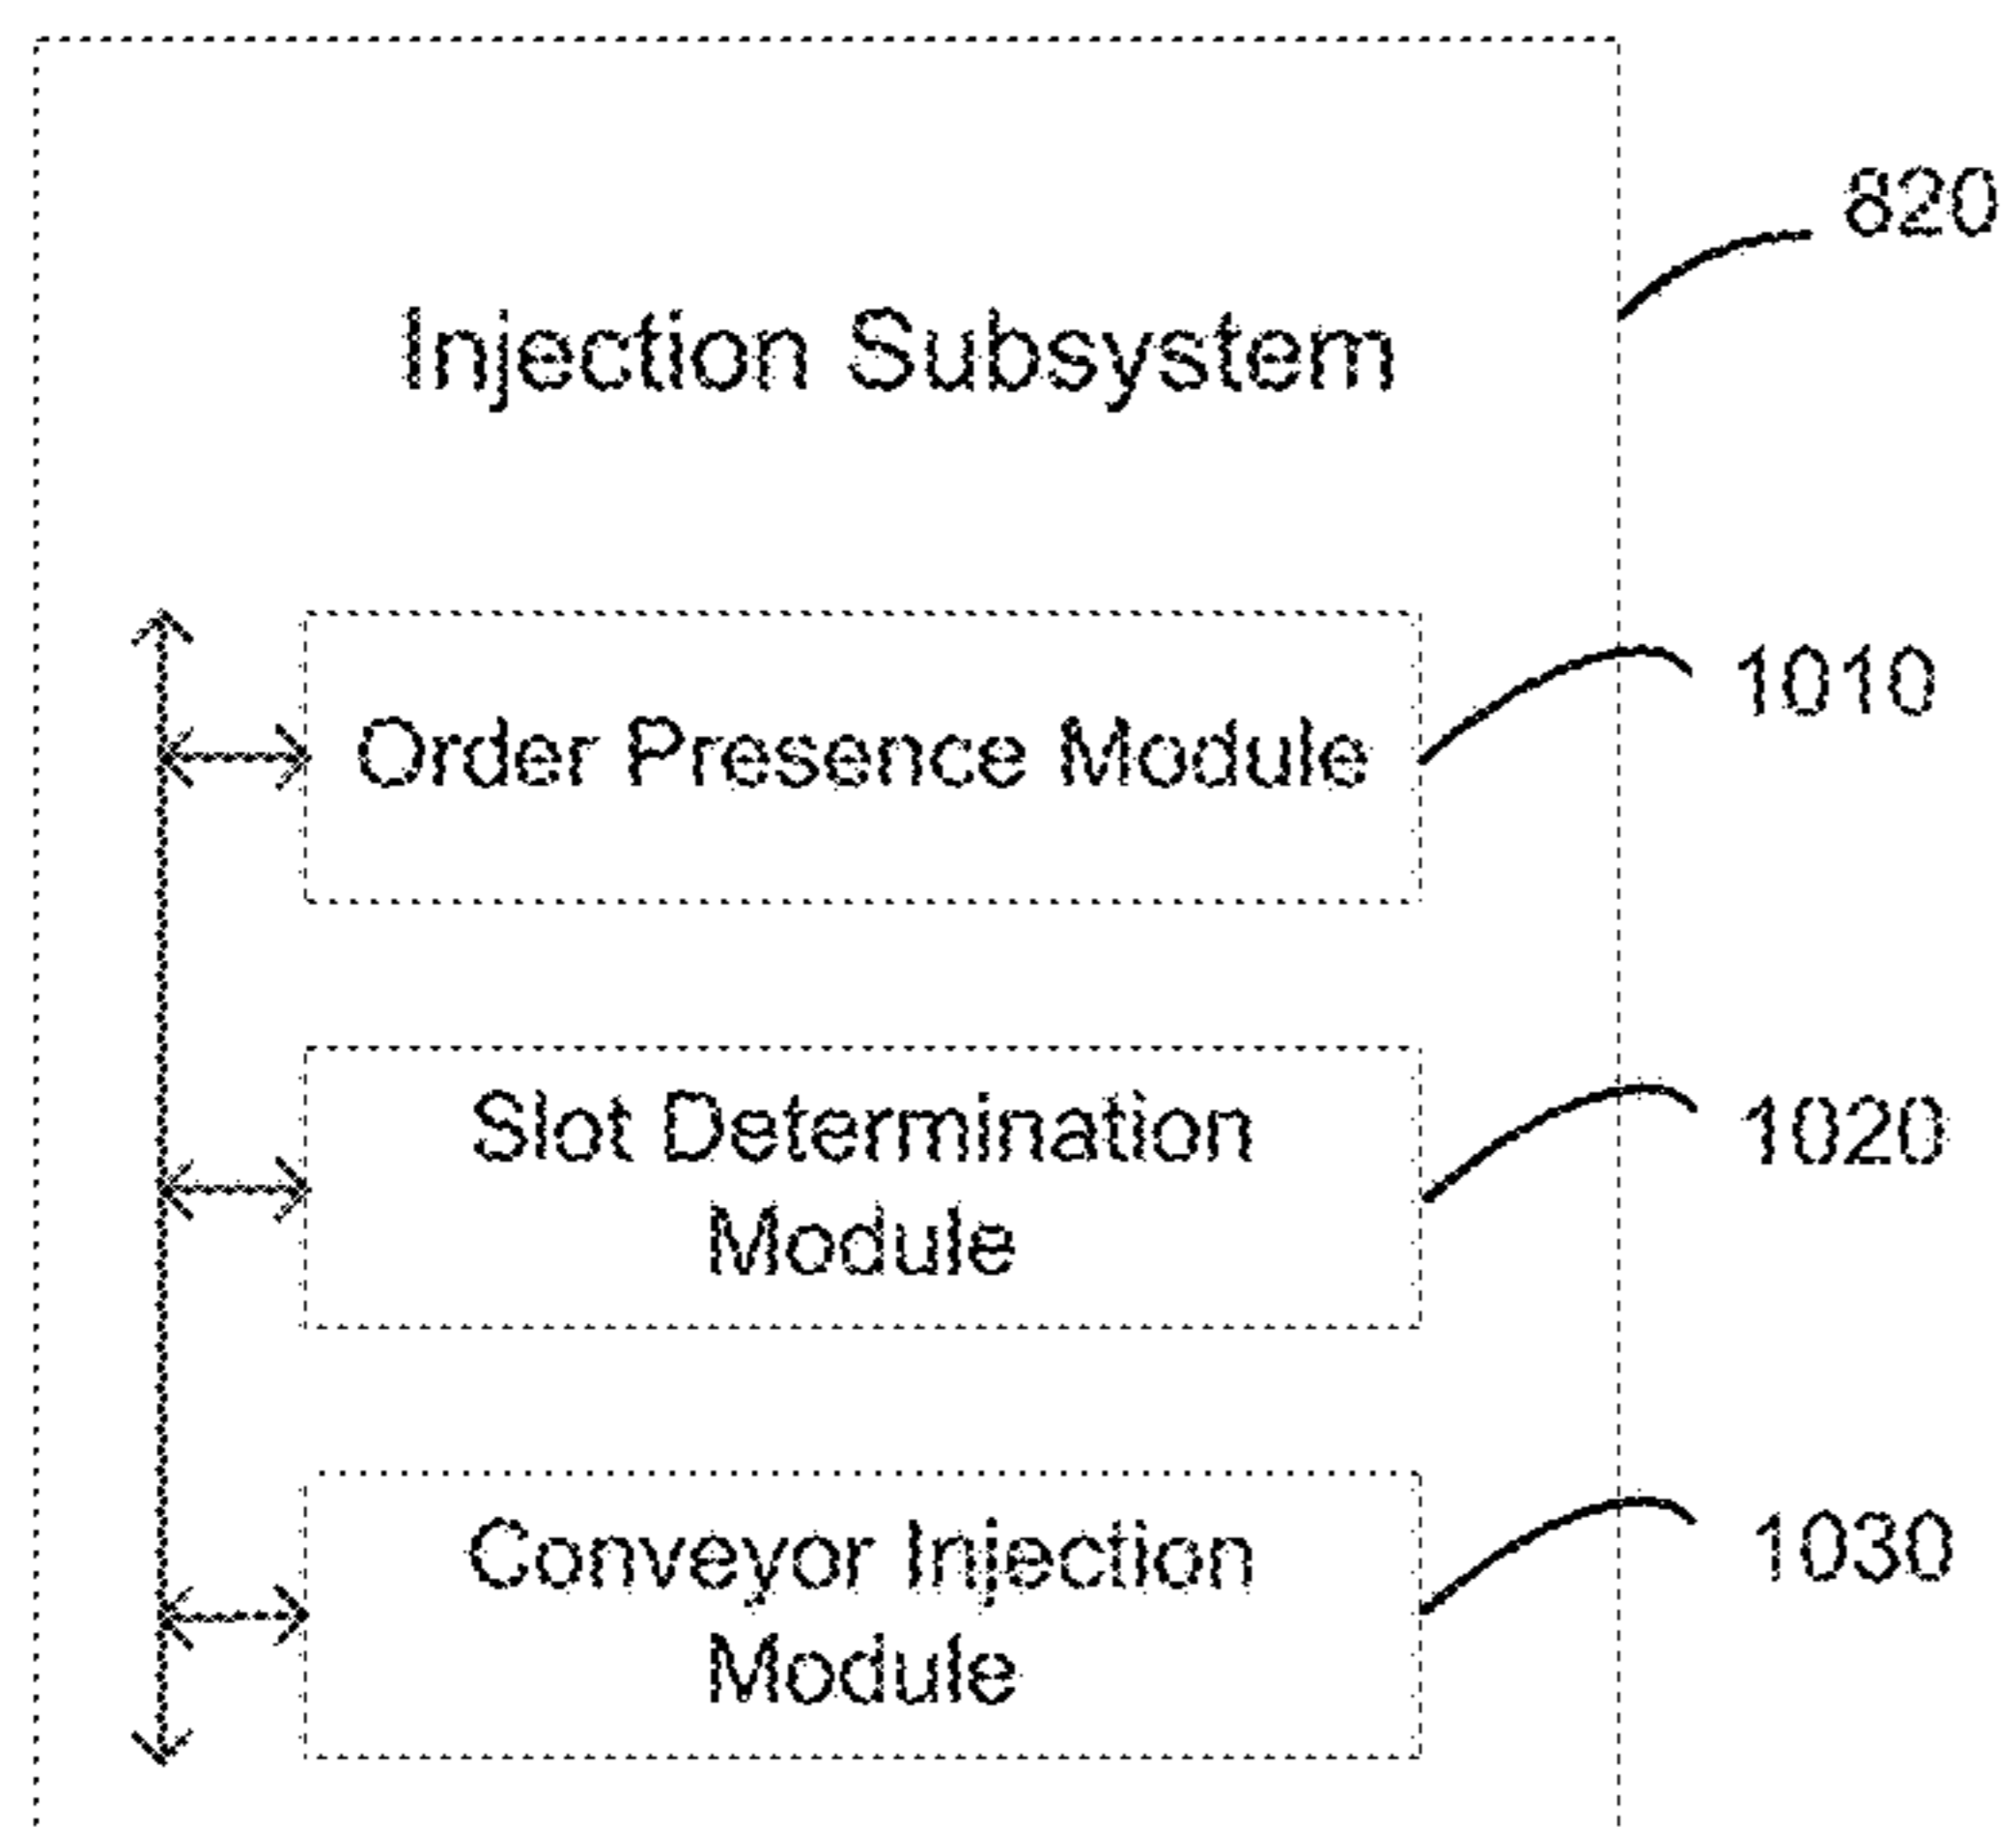 820
Injection Subsystem
1010
Order Presence Module
Slot Determination
Module
1020
Conveyor Injection
Module
1030